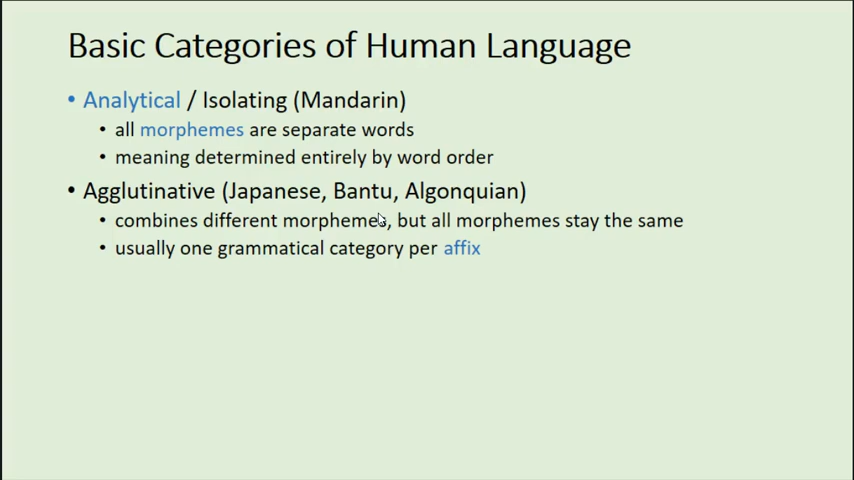 Basic Categories of Human Language
• Analytical / Isolating (Mandarin)
• all morphemes are separate words
• meaning determined entirely by word order
• Agglutinative (Japanese, Bantu, Algonquian)
• combines different morphemes, but all morphemes stay the same
• usually one grammatical category per affix